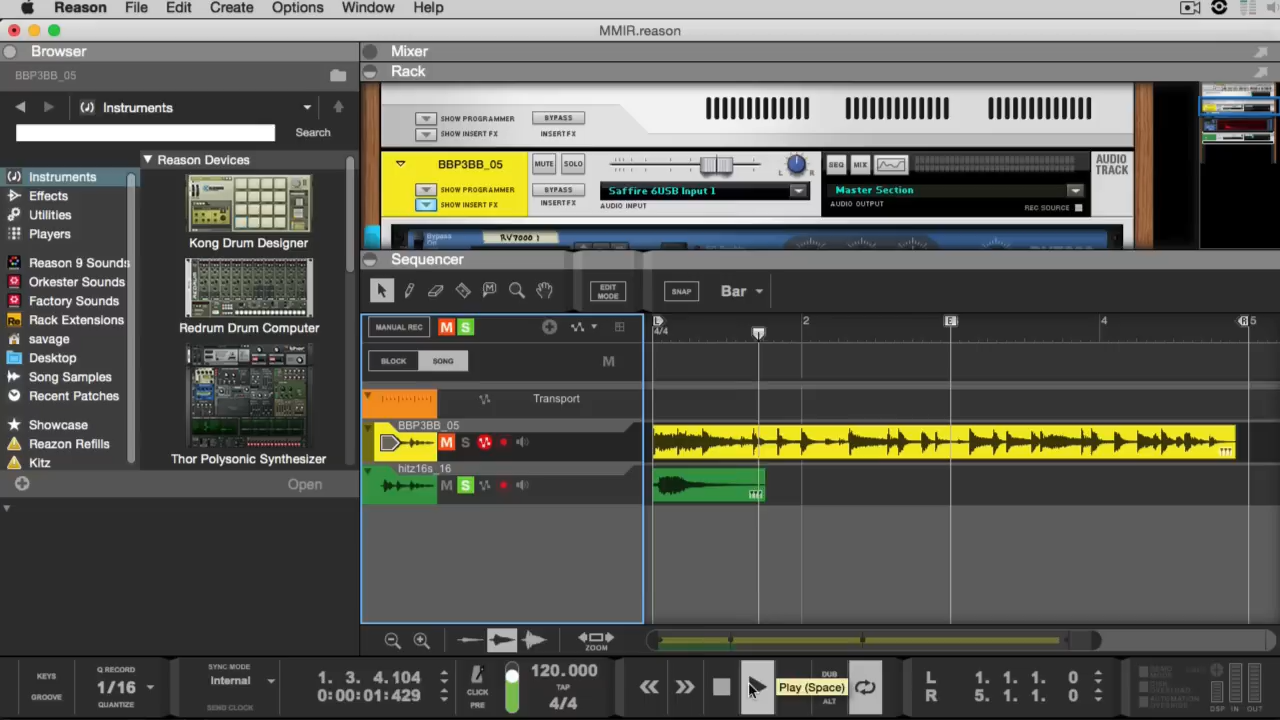 Reason File Edit Create Options Window Help
MMIR.reason
Browser
BBP3BB_05
Instruments
Search
Instruments
Effects
Utilities
Players
Reason 9 Sounds
Orkester Sounds
Factory Sounds
Rack Extensions
savage
Desktop
Song Samples
Recent Patches
Showcase
Reason Refills
Kitz
Reason Devices
Kong Drum Designer
Redrum Drum Computer
Thor Polysonic Synthesizer
Open
Mixer
Rack
SHOW PROGRAMMER
SHOW INSERT FX
BYPASS
INSERT FX
BBP3BB_05
MUTE SOLO
L R
SEQ MIX
AUDIO TRACK
SHOW PROGRAMMER
SHOW INSERT FX
BYPASS
INSERT FX
Saffire 6USB Input 1
AUDIO INPUT
Master Section
AUDIO OUTPUT
REC SOURCE
Bypass
On
RV7000 1
Sequencer
EDIT MODE
SNAP
Bar
MANUAL REC M S
L
4/4
2
E
4
R
5
BLOCK SONG M
Transport
BBP3BB_05
M S
hitz16s_16
M S
ZOOM
KEYS
GROOVE
Q RECORD
1/16
QUANTIZE
SYNC MODE
Internal
SEND CLOCK
1. 3. 4.104
0:00:01:429
CLICK
PRE
120.000
TAP
4/4
Play (Space)
DUB
ALT
L 1. 1. 1. 0
R 5. 1. 1. 0
DSP IN OUT